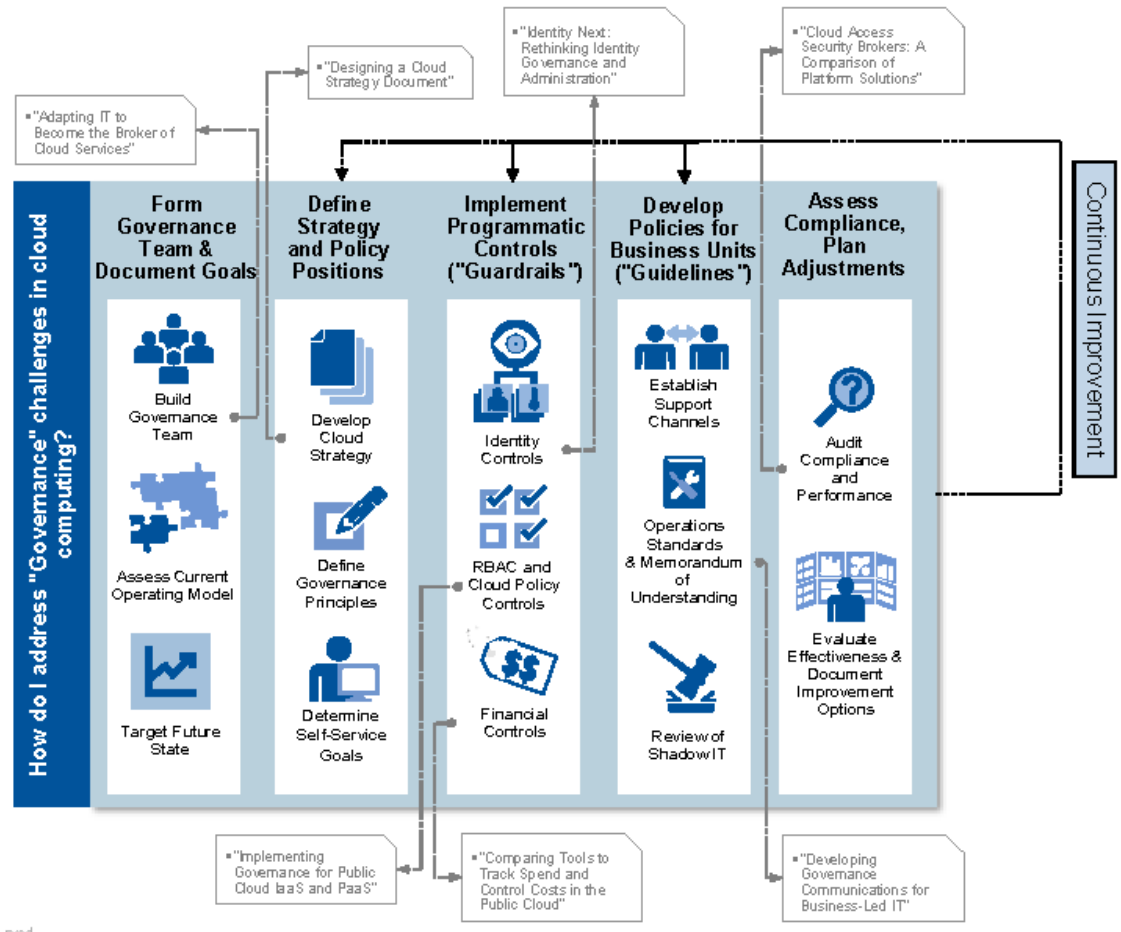 ▪"Identity Next:
Rethinking Identity
Governance and
Administration"
▪"Cloud Access
Security Brokers: A
Comparison of
Platform Solutions"
▪"Designing a Cloud
Strategy Document"
▪"Adapting IT to
Become the Broker of
Cloud Services"
How do I address "Governance" challenges in cloud
computing?
Form
Governance
Team &
Document Goals
Build
Governance
Team
Assess Current
Operating Model
Target Future
State
Define
Strategy
and Policy
Positions
Develop
Cloud
Strategy
Define
Governance
Principles
Determine
Self-Service
Goals
Implement
Programmatic
Controls
("Guardrails")
Identity
Controls
RBAC and
Cloud Policy
Controls
$$
Financial
Controls
Develop
Policies for
Business Units
("Guidelines")
Establish
Support
Channels
Operations
Standards
& Memorandum
of
Understanding
Review of
Shadow IT
Assess
Compliance,
Plan
Adjustments
?
Audit
Compliance
and
Performance
Evaluate
Effectiveness &
Document
Improvement
Options
Continuous Improvement
▪"Implementing
Governance for Public
Cloud IaaS and PaaS"
▪"Comparing Tools to
Track Spend and
Control Costs in the
Public Cloud"
▪"Developing
Governance
Communications for
Business-Led IT"